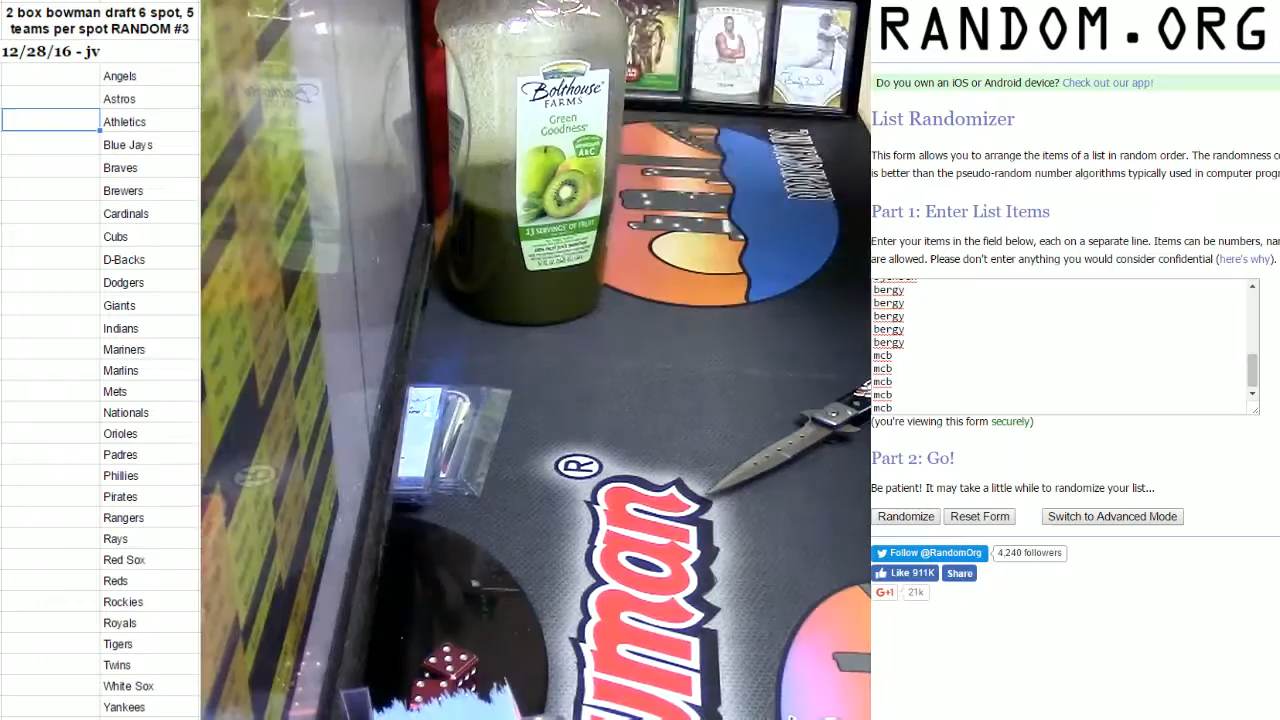 2 box bowman draft 6 spot, 5
teams per spot RANDOM #3
12/28/16 - jv
Angels
Astros
Athletics
Blue Jays
Braves
Brewers
Cardinals
Cubs
D-Backs
Dodgers
Giants
Indians
Mariners
Marlins
Mets
Nationals
Orioles
Padres
Phillies
Pirates
Rangers
Rays
Red Sox
Reds
Rockies
Royals
Tigers
Twins
White Sox
Yankees
Bolthouse
FARMS
Green
Goodness
13 SERVINGS OF FRUIT
®
RANDOM.ORG
Do you own an iOS or Android device? Check out our app!
List Randomizer
This form allows you to arrange the items of a list in random order. The randomness
is better than the pseudo-random number algorithms typically used in computer
Part 1: Enter List Items
Enter your items in the field below, each on a separate line. Items can be numbers,
are allowed. Please don't enter anything you would consider confidential (here's why).
bergy
bergy
bergy
bergy
bergy
mcb
mcb
mcb
mcb
mcb
(you're viewing this form securely)
Part 2: Go!
Be patient! It may take a little while to randomize your list...
Randomize
Reset Form
Switch to Advanced Mode
Follow @RandomOrg
4,240 followers
Like 911K
Share
G+1
21k